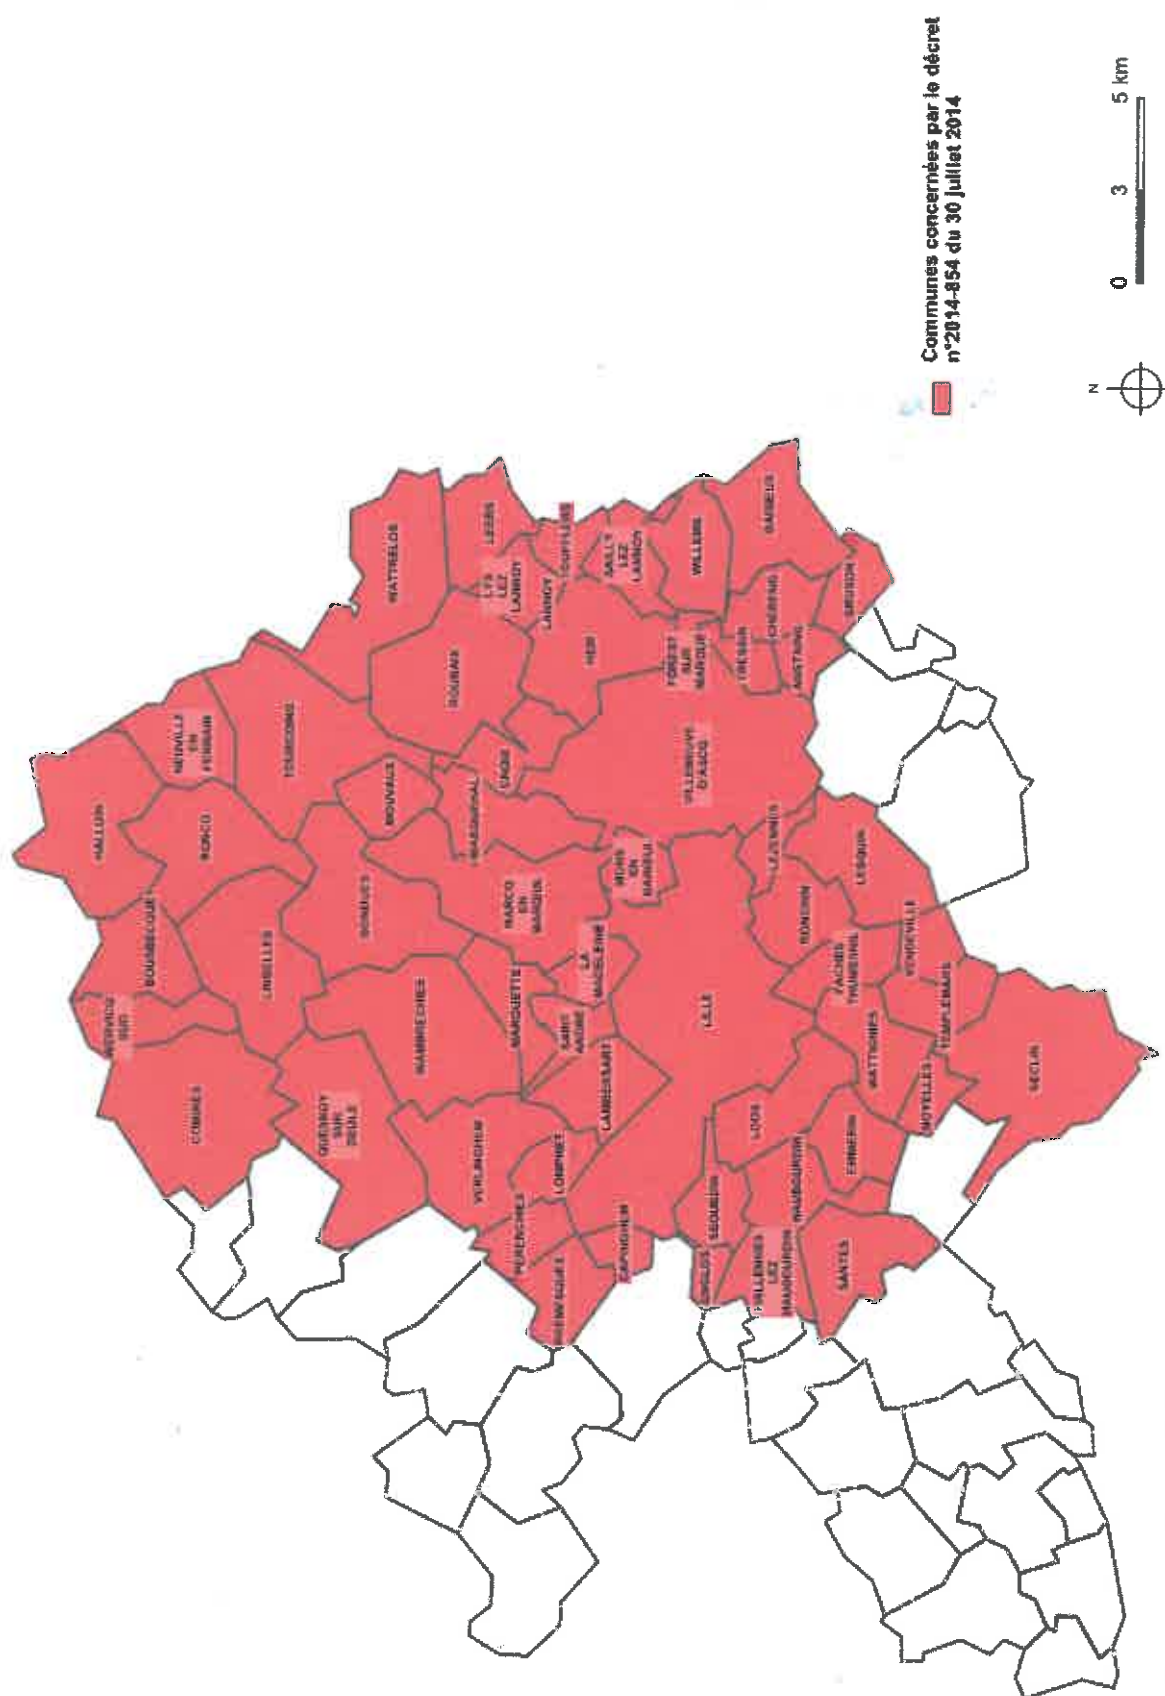 HALLUIN
WERVICQ
SUD
BOUSBECQUE
NEUVILLE
EN
FERRAIN
COMINES
RONCQ
LINSELLES
TOURCOING
QUESNOY
SUR
DEULE
BONDUES
MOUVAUX
WATTRELOS
WAMBRECHIES
ROUBAIX
WASQUEHAL
VERLINGHEM
LEERS
LYS
LEZ
LANNOY
CROIX
MARCQ
EN
BAROEUL
MARQUETTE
PERENCHIES
LANNOY
LOMPRET
PREMESQUES
TOUFFLERS
SAINT
ANDRE
HEM
LA
MADELEINE
LAMBERSART
SAILLY
LEZ
LANNOY
CAPINGHEM
MONS
EN
BAROEUL
FOREST
SUR
MARQUE
WILLEMS
VILLENEUVE
D'ASCQ
LILLE
ENGLOS
SEQUEDIN
TRESSIN
LOOS
BAISIEUX
CHERENG
LEZENNES
HALLENNES
LEZ
HAUBOURDIN
HAUBOURDIN
ANSTAING
RONCHIN
SANTES
GRUSON
EMMERIN
FACHES
THUMESNIL
LESQUIN
WATTIGNIES
VENDEVILLE
NOYELLES
TEMPLEMARS
SECLIN
Communes concernées par le décret
n°2014-854 du 30 juillet 2014
N
0 3 5 km